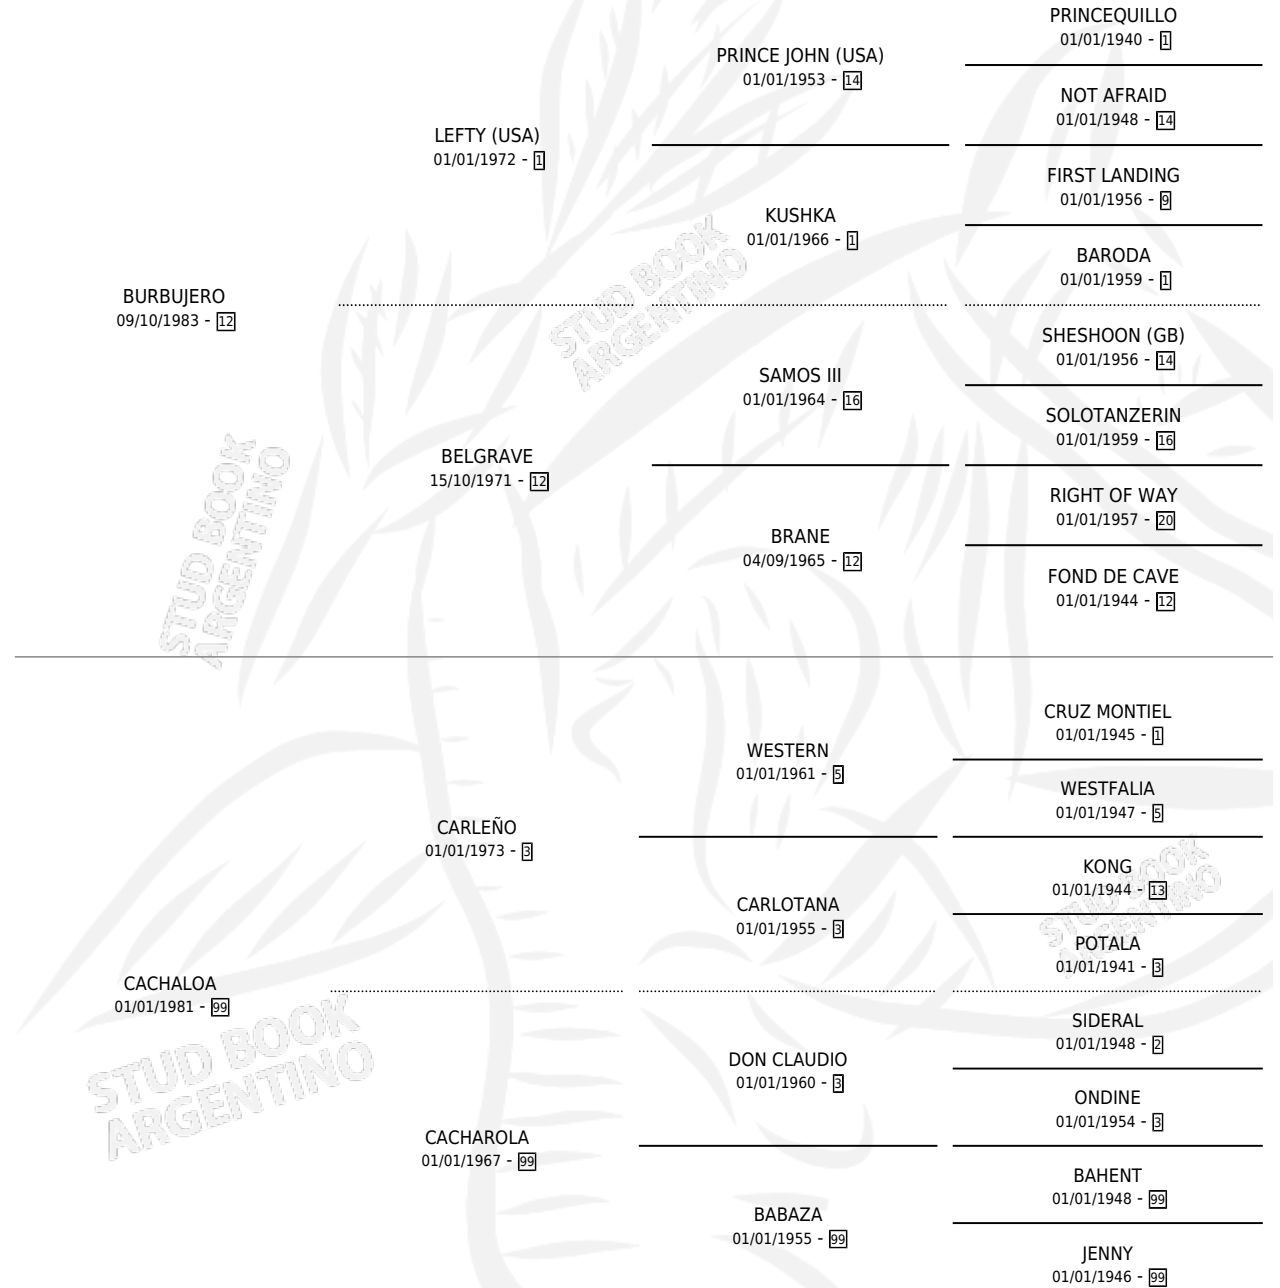 PRINCEQUILLO
01/01/1940 - 1
PRINCE JOHN (USA)
01/01/1953 - 14
NOT AFRAID
01/01/1948 - 14
LEFTY (USA)
01/01/1972 - 1
FIRST LANDING
01/01/1956 - 9
KUSHKA
01/01/1966 - 1
BARODA
01/01/1959 - 1
BURBUJERO
09/10/1983 - 12
SHESHOON (GB)
01/01/1956 - 14
SAMOS III
01/01/1964 - 16
SOLOTANZERIN
01/01/1959 - 16
BELGRAVE
15/10/1971 - 12
RIGHT OF WAY
01/01/1957 - 20
BRANE
04/09/1965 - 12
FOND DE CAVE
01/01/1944 - 12
CRUZ MONTIEL
01/01/1945 - 1
WESTERN
01/01/1961 - 5
WESTFALIA
01/01/1947 - 5
CARLEÑO
01/01/1973 - 3
KONG
01/01/1944 - 13
CARLOTANA
01/01/1955 - 3
POTALA
01/01/1941 - 3
CACHALOA
01/01/1981 - 99
SIDERAL
01/01/1948 - 2
DON CLAUDIO
01/01/1960 - 3
ONDINE
01/01/1954 - 3
CACHAROLA
01/01/1967 - 99
BAHENT
01/01/1948 - 99
BABAZA
01/01/1955 - 99
JENNY
01/01/1946 - 99
STUD BOOK
ARGENTINO
STUD BOOK
ARGENTINO
STUD BOOK
ARGENTINO
STUD BOOK
ARGENTINO